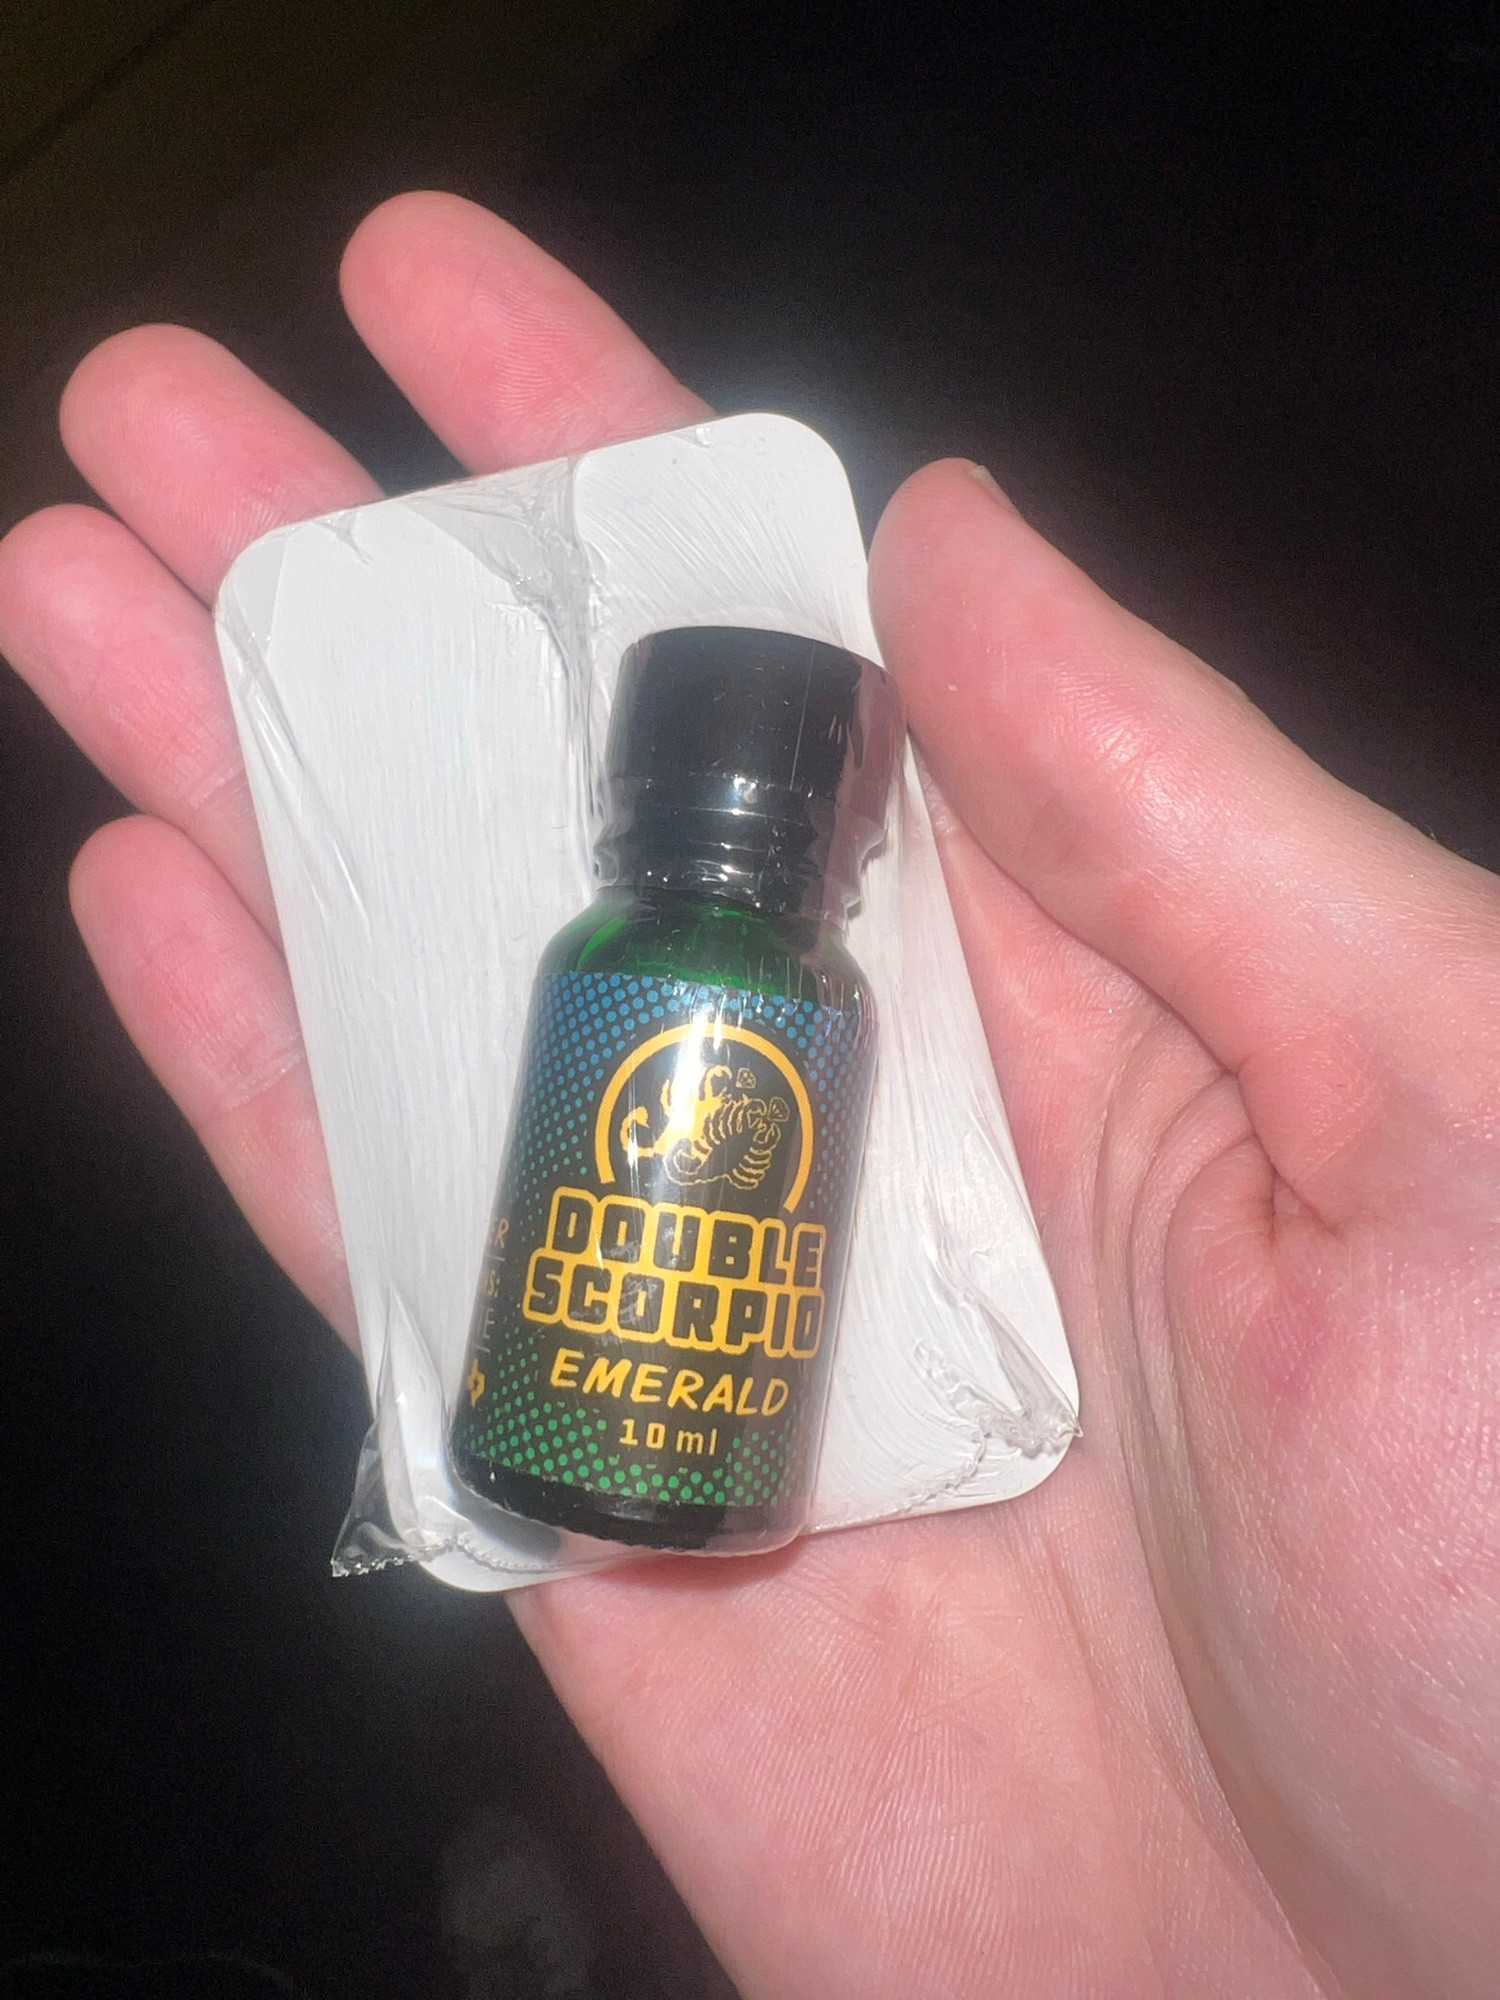 DOUBLE
SCORPIO
EMERALD
10 ml